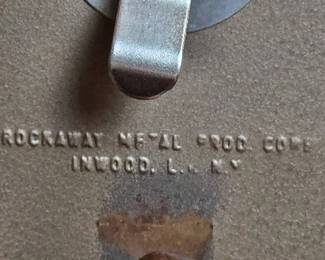 ROCKAWAY METAL PROD. CORP.
INWOOD, L.I. N.Y